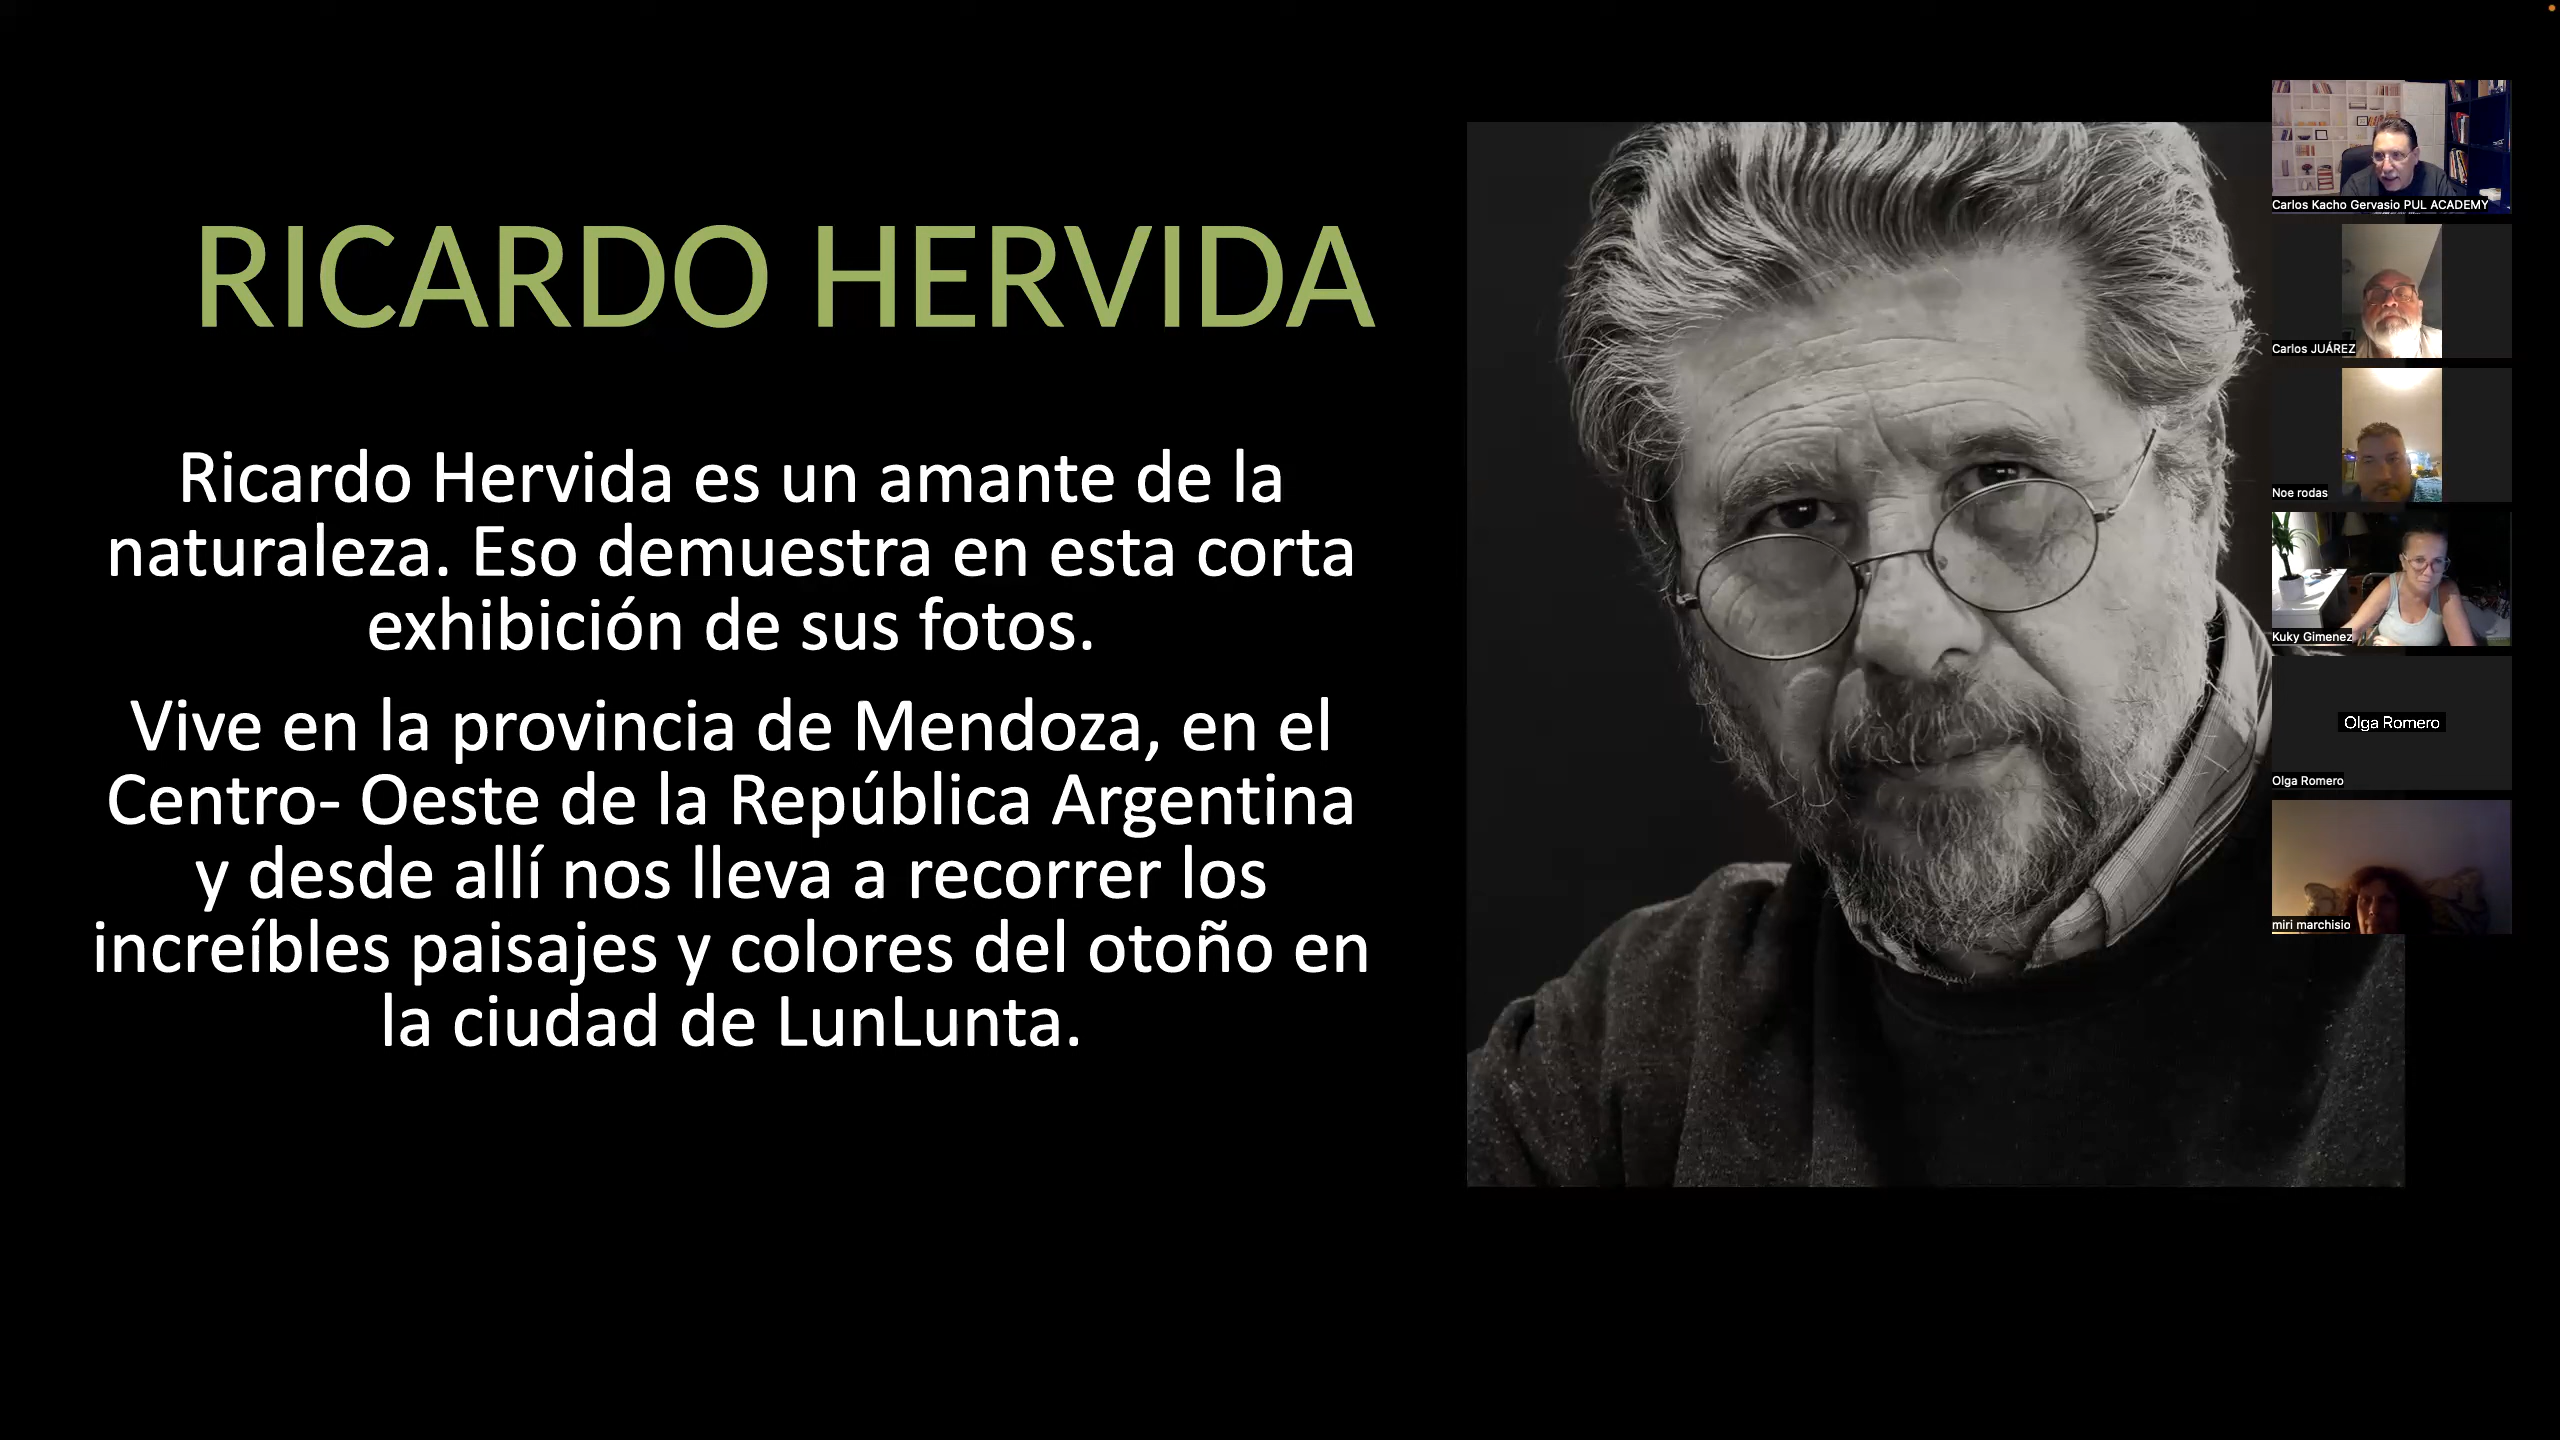 RICARDO HERVIDA
Ricardo Hervida es un amante de la
naturaleza. Eso demuestra en esta corta
exhibición de sus fotos.
Vive en la provincia de Mendoza, en el
Centro- Oeste de la República Argentina
y desde allí nos lleva a recorrer los
increíbles paisajes y colores del otoño en
la ciudad de LunLunta.
Carlos Kacho Gervasio PUL ACADEMY
Carlos JUÁREZ
Noe rodas
Kuky Gimenez
Olga Romero
Olga Romero
miri marchisio